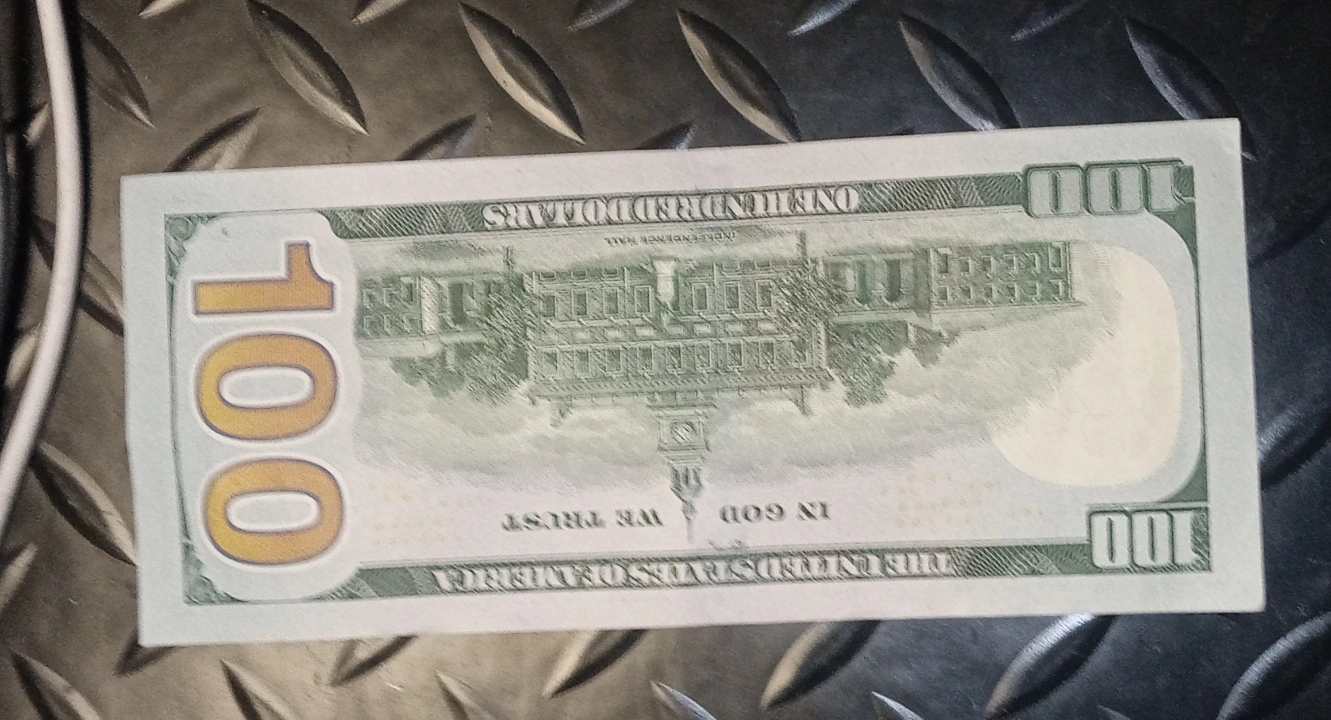 THE UNITED STATES OF AMERICA
100
IN GOD WE TRUST
100
INDEPENDENCE HALL
ONE HUNDRED DOLLARS
100